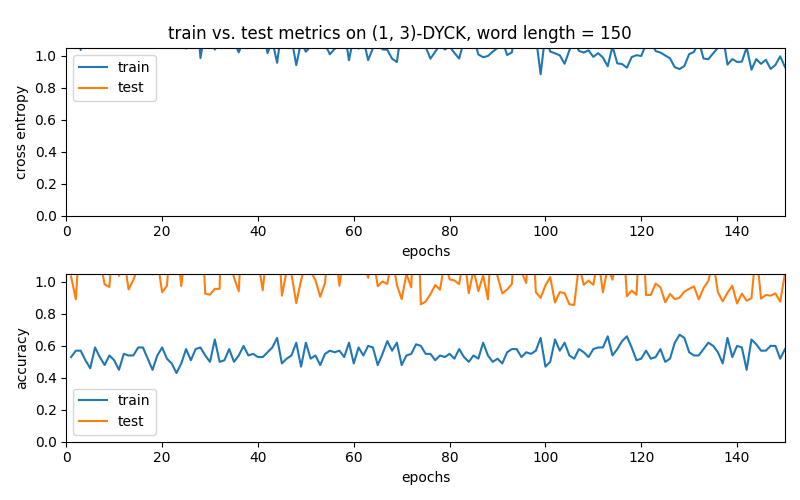 train vs. test metrics on (1, 3)-DYCK, word length = 150
1.0
0.8
0.6
0.4
0.2
0.0
cross entropy
train
test
0 20 40 60 80 100 120 140
epochs
1.0
0.8
0.6
0.4
0.2
0.0
accuracy
train
test
0 20 40 60 80 100 120 140
epochs